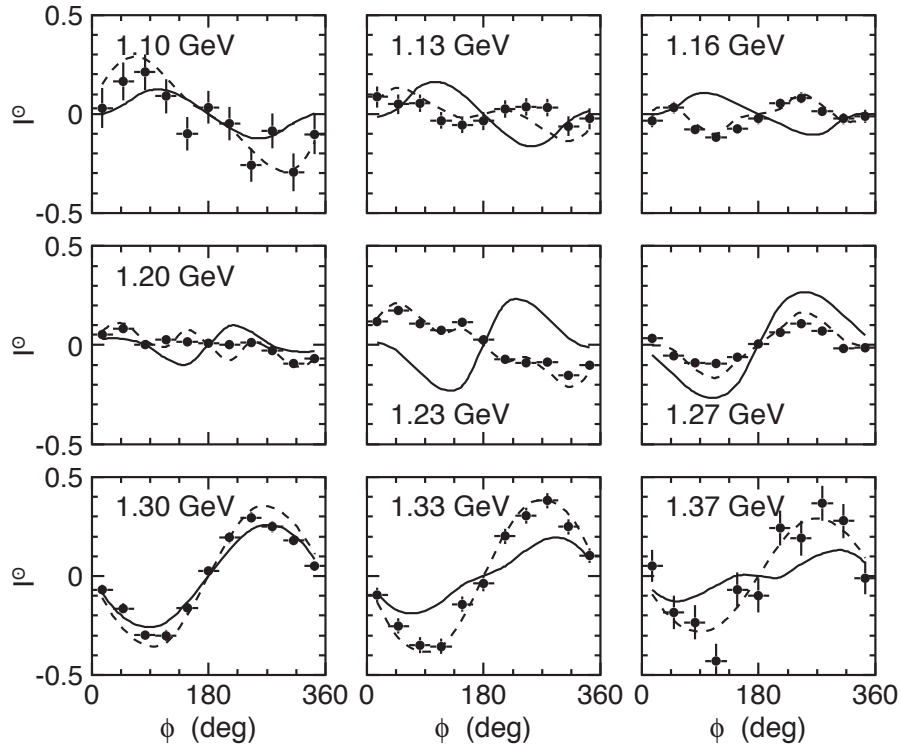 0.5
1.10 GeV 1.13 GeV 1.16 GeV
I⊙ 0
-0.5
0.5
1.20 GeV
I⊙ 0
1.23 GeV 1.27 GeV
-0.5
0.5
1.30 GeV 1.33 GeV 1.37 GeV
I⊙ 0
-0.5
0 180 360 0 180 360 0 180 360
ϕ (deg) ϕ (deg) ϕ (deg)